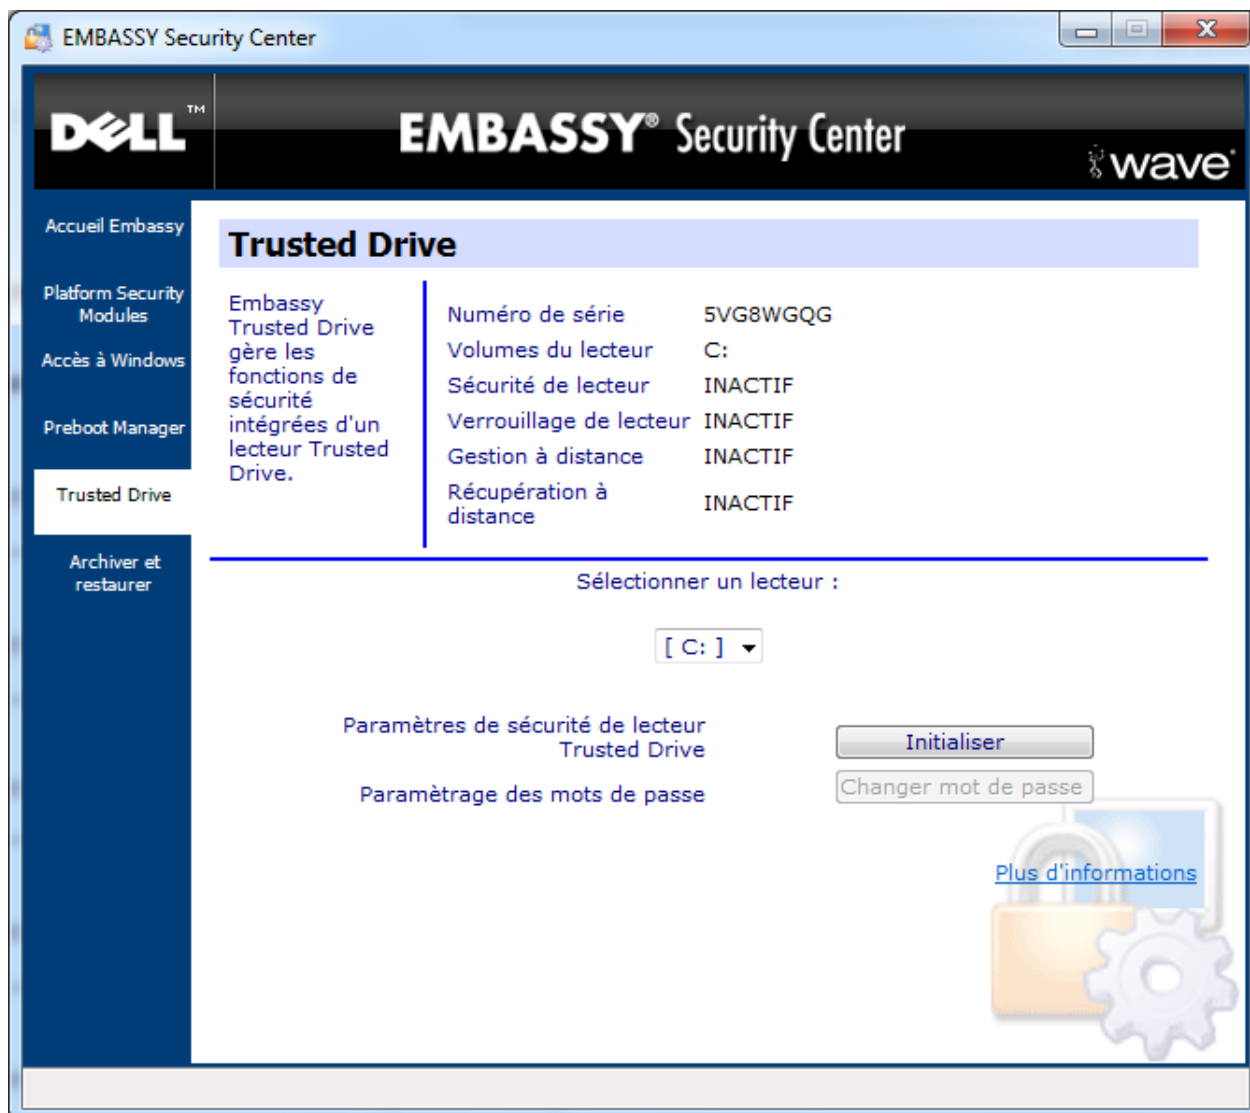 EMBASSY Security Center
DELL™
EMBASSY® Security Center
wave
Accueil Embassy
Platform Security
Modules
Accès à Windows
Preboot Manager
Trusted Drive
Archiver et
restaurer
Trusted Drive
Embassy
Trusted Drive
gère les
fonctions de
sécurité
intégrées d'un
lecteur Trusted
Drive.
Numéro de série 5VG8WGQG
Volumes du lecteur C:
Sécurité de lecteur INACTIF
Verrouillage de lecteur INACTIF
Gestion à distance INACTIF
Récupération à
distance INACTIF
Sélectionner un lecteur :
[ C: ]
Paramètres de sécurité de lecteur
Trusted Drive
Initialiser
Paramètrage des mots de passe
Changer mot de passe
Plus d'informations